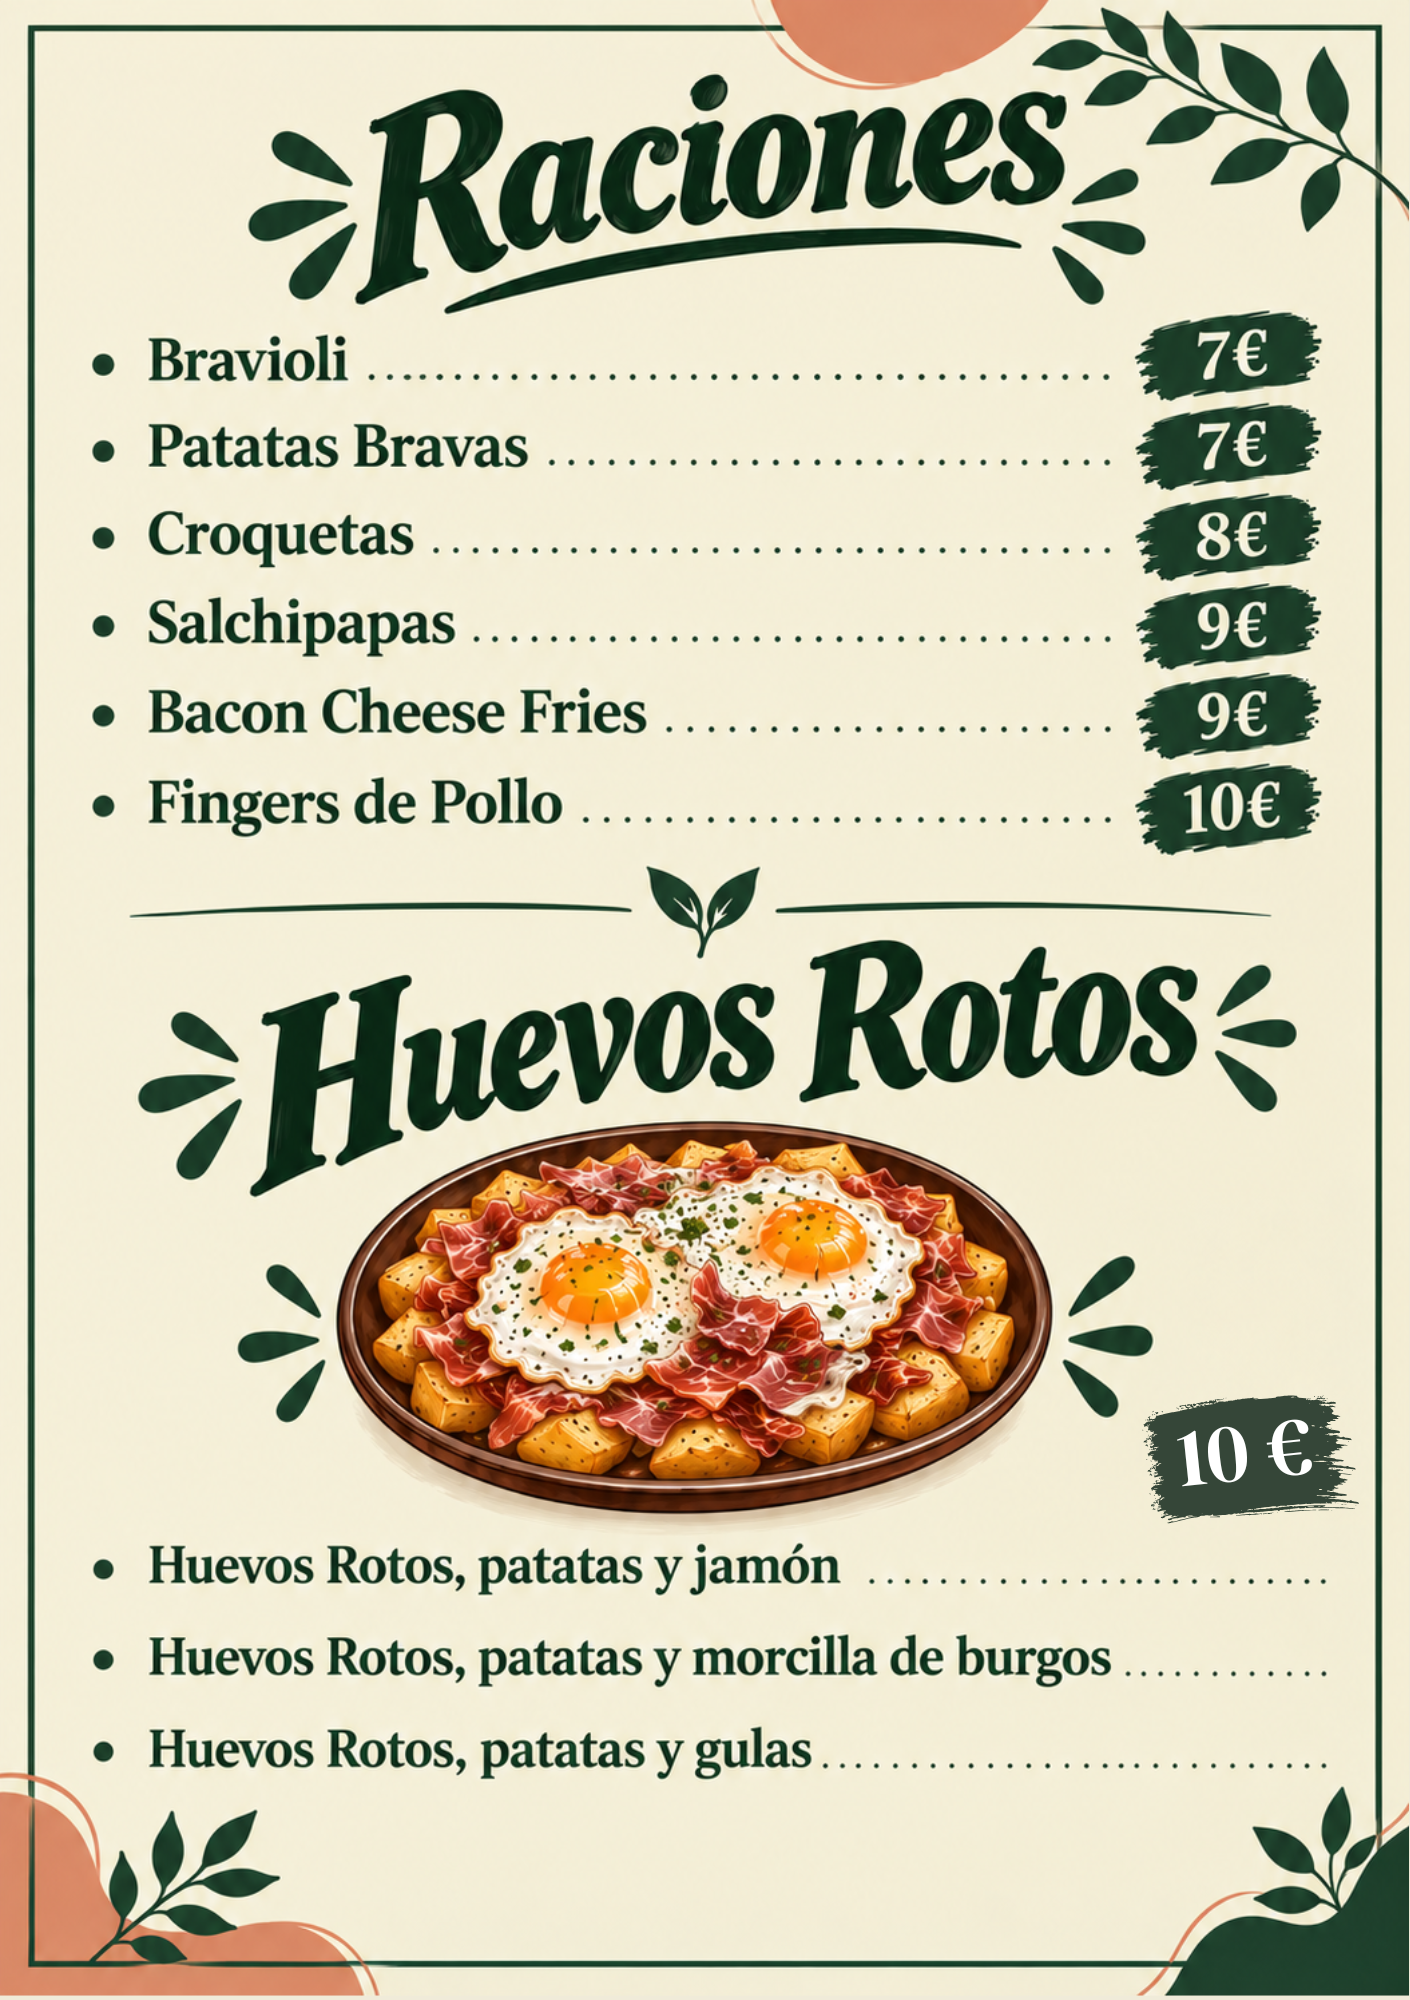 Raciones
• Bravioli ........................................ 7€
• Patatas Bravas ............................. 7€
• Croquetas ................................... 8€
• Salchipapas ................................. 9€
• Bacon Cheese Fries ....................... 9€
• Fingers de Pollo ........................... 10€
Huevos Rotos
10 €
• Huevos Rotos, patatas y jamón .....................
• Huevos Rotos, patatas y morcilla de burgos ..........
• Huevos Rotos, patatas y gulas .......................